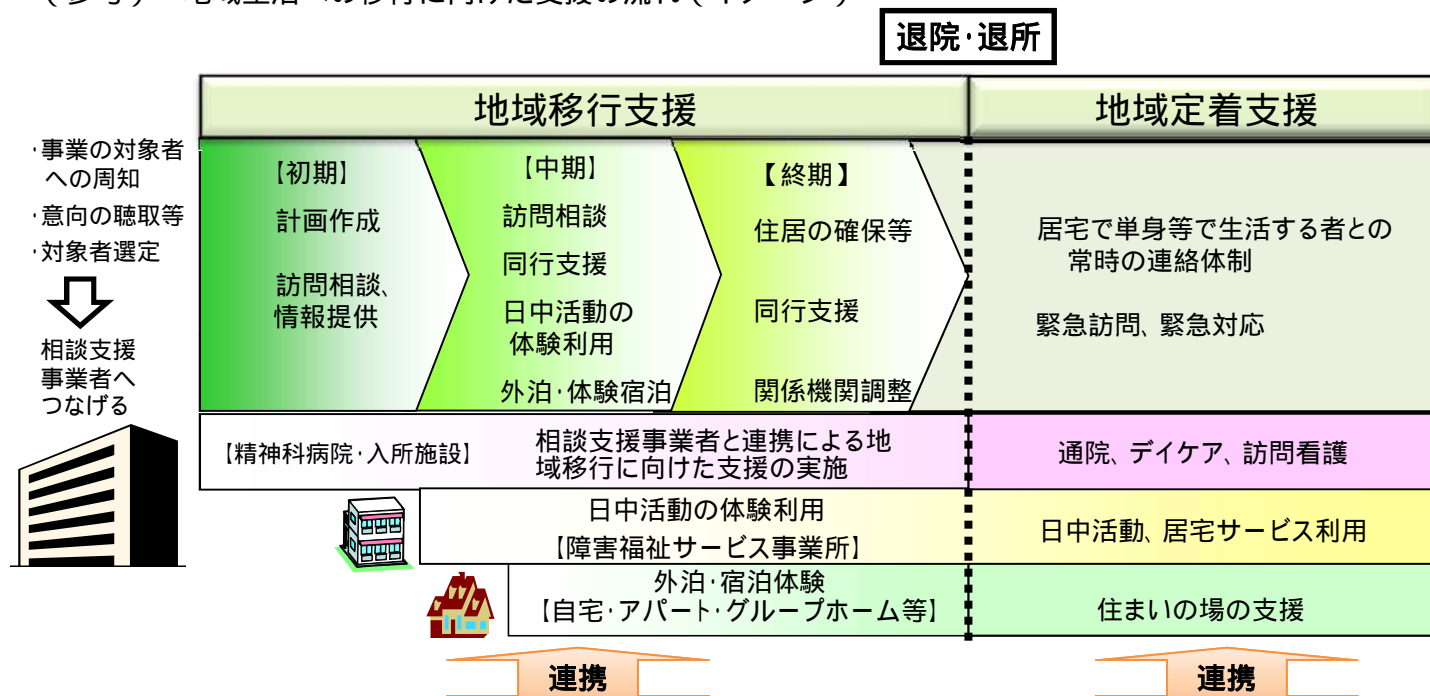 退院・退所
地域移行支援
地域定着支援
・事業の対象者
への周知
・意向の聴取等
・対象者選定
相談支援
事業者へ
つなげる
【初期】
計画作成
訪問相談、
情報提供
【中期】
訪問相談
同行支援
日中活動の
体験利用
外泊・体験宿泊
【終期】
住居の確保等
同行支援
関係機関調整
居宅で単身等で生活する者との
常時の連絡体制
緊急訪問、緊急対応
【精神科病院・入所施設】
相談支援事業者と連携による地
域移行に向けた支援の実施
通院、デイケア、訪問看護
日中活動の体験利用
【障害福祉サービス事業所】
日中活動、居宅サービス利用
外泊・宿泊体験
【自宅・アパート・グループホーム等】
住まいの場の支援
連携
連携